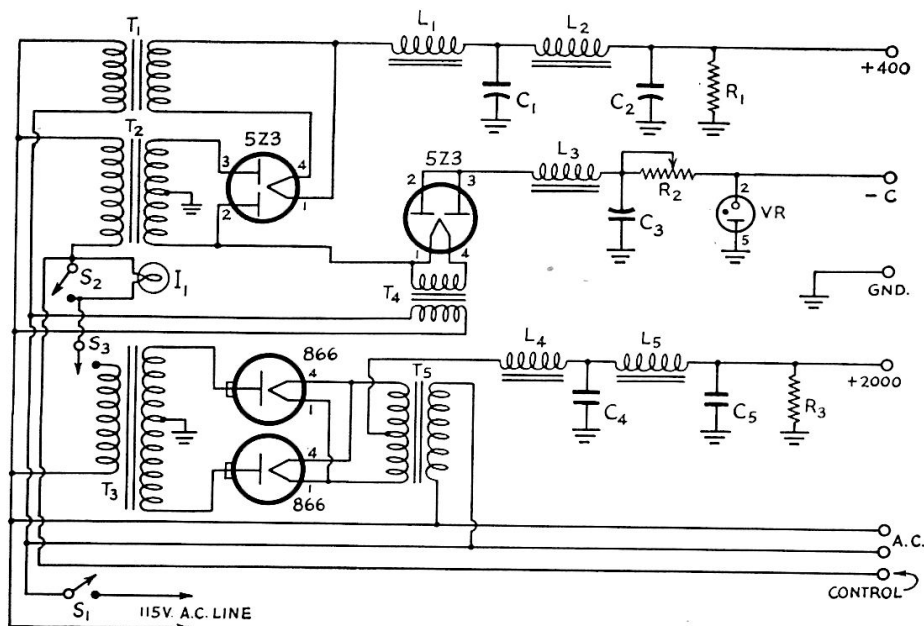 T1
L1
L2
+400
C1
C2
R1
T2
5Z3
3
4
2
1
5Z3
2
3
1
4
L3
R2
C3
2
VR
5
- C
S2
I1
T4
GND.
S3
866
4
1
T5
L4
L5
+2000
C4
C5
R3
T3
4
1
866
A.C.
CONTROL
S1
115V. A.C. LINE